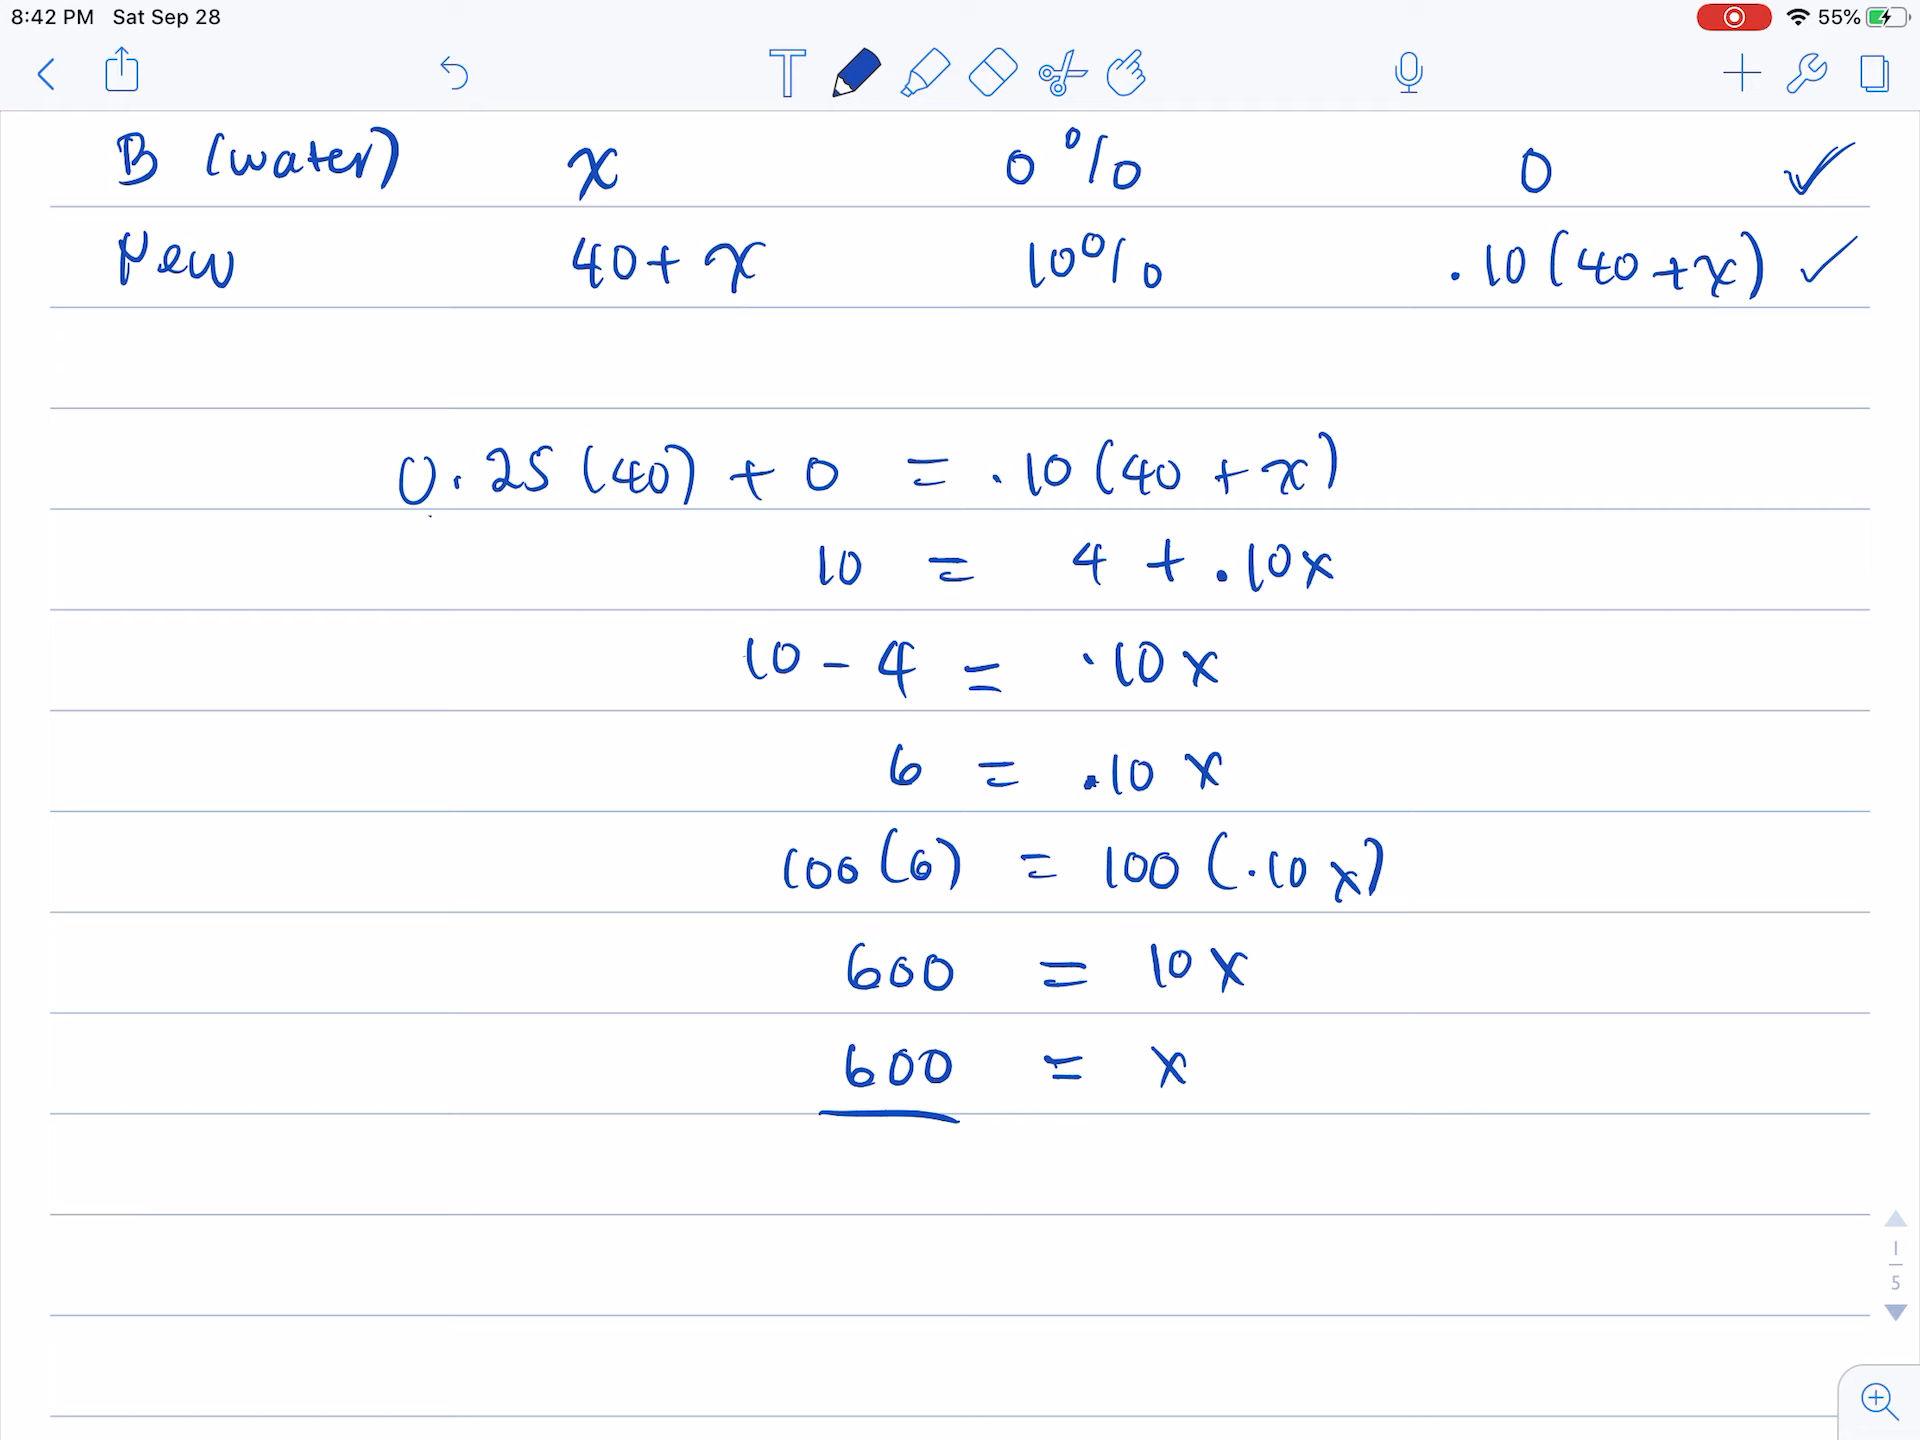 8:42 PM Sat Sep 28 55%
T
B (water) x 0% 0 ✓
New 40 + x 10% .10 (40 + x) ✓
0.25 (40) + 0 = .10 (40 + x)
10 = 4 + .10x
10 - 4 = .10x
6 = .10x
100 (6) = 100 (.10x)
600 = 10x
600 = x
1
5